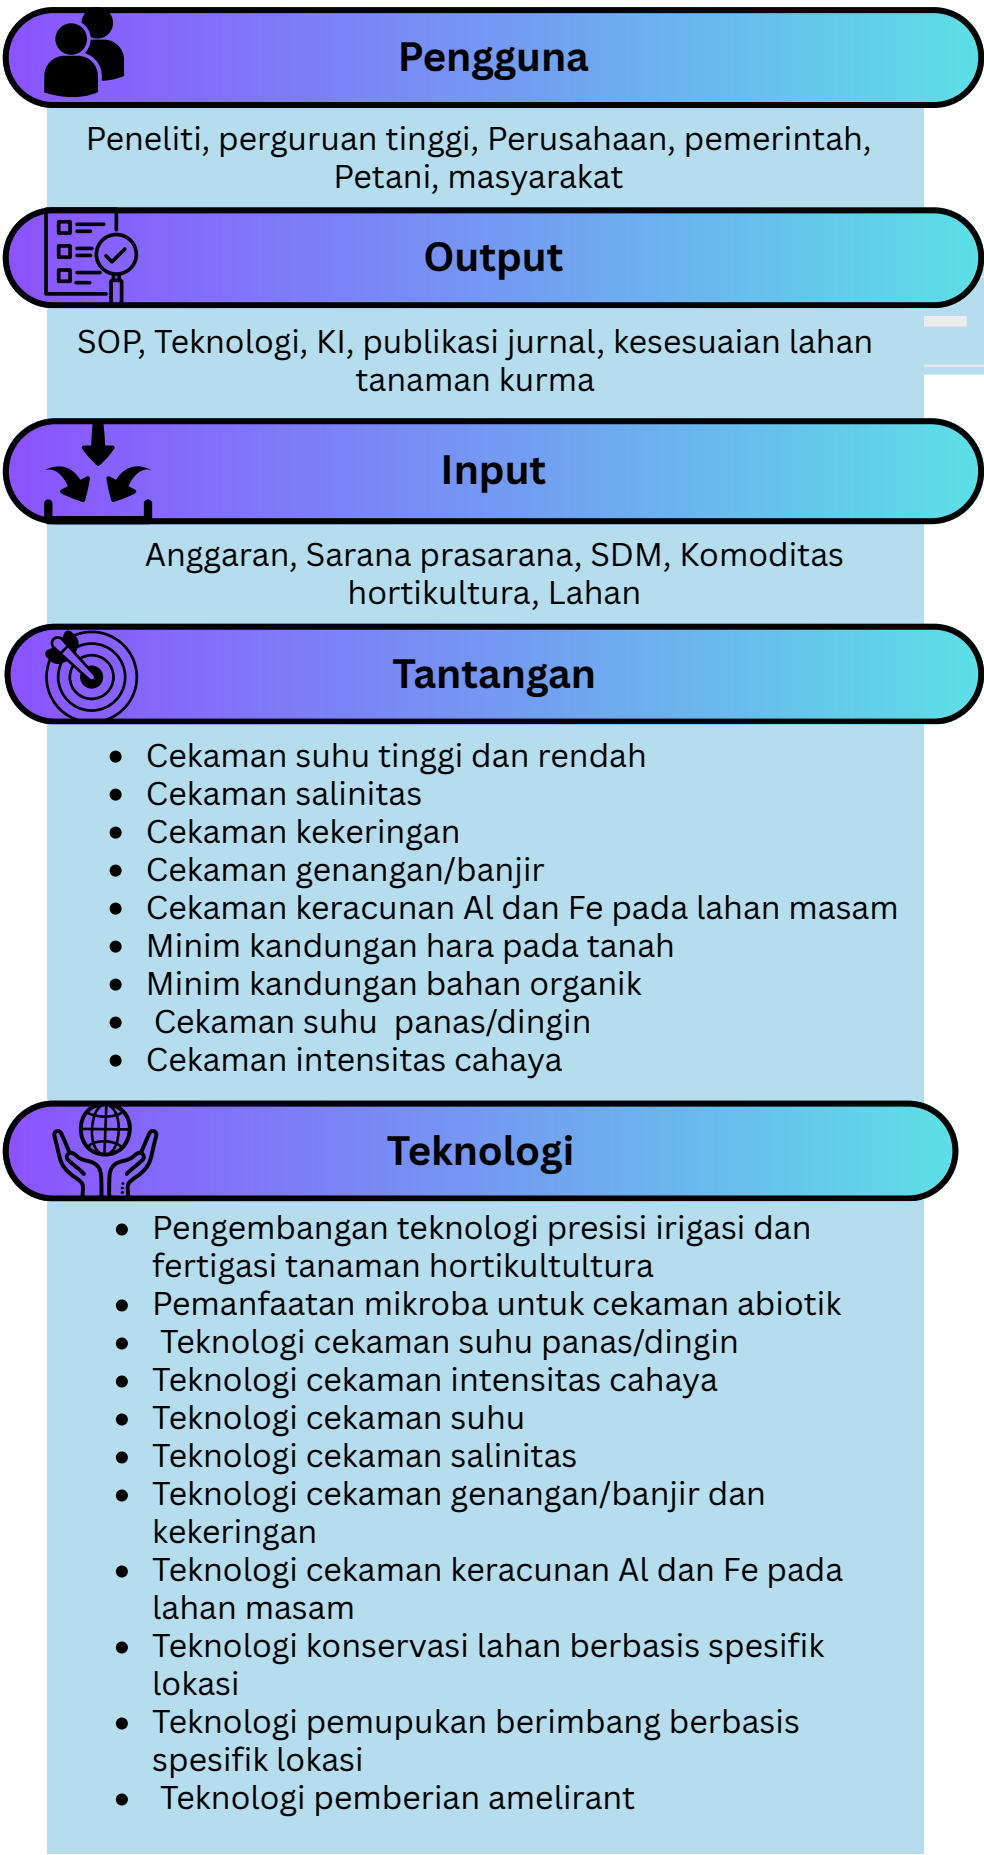 Pengguna
Peneliti, perguruan tinggi, Perusahaan, pemerintah,
Petani, masyarakat
Output
SOP, Teknologi, KI, publikasi jurnal, kesesuaian lahan
tanaman kurma
Input
Anggaran, Sarana prasarana, SDM, Komoditas
hortikultura, Lahan
Tantangan
• Cekaman suhu tinggi dan rendah
• Cekaman salinitas
• Cekaman kekeringan
• Cekaman genangan/banjir
• Cekaman keracunan Al dan Fe pada lahan masam
• Minim kandungan hara pada tanah
• Minim kandungan bahan organik
• Cekaman suhu panas/dingin
• Cekaman intensitas cahaya
Teknologi
• Pengembangan teknologi presisi irigasi dan
fertigasi tanaman hortikultultura
• Pemanfaatan mikroba untuk cekaman abiotik
• Teknologi cekaman suhu panas/dingin
• Teknologi cekaman intensitas cahaya
• Teknologi cekaman suhu
• Teknologi cekaman salinitas
• Teknologi cekaman genangan/banjir dan
kekeringan
• Teknologi cekaman keracunan Al dan Fe pada
lahan masam
• Teknologi konservasi lahan berbasis spesifik
lokasi
• Teknologi pemupukan berimbang berbasis
spesifik lokasi
• Teknologi pemberian amelirant